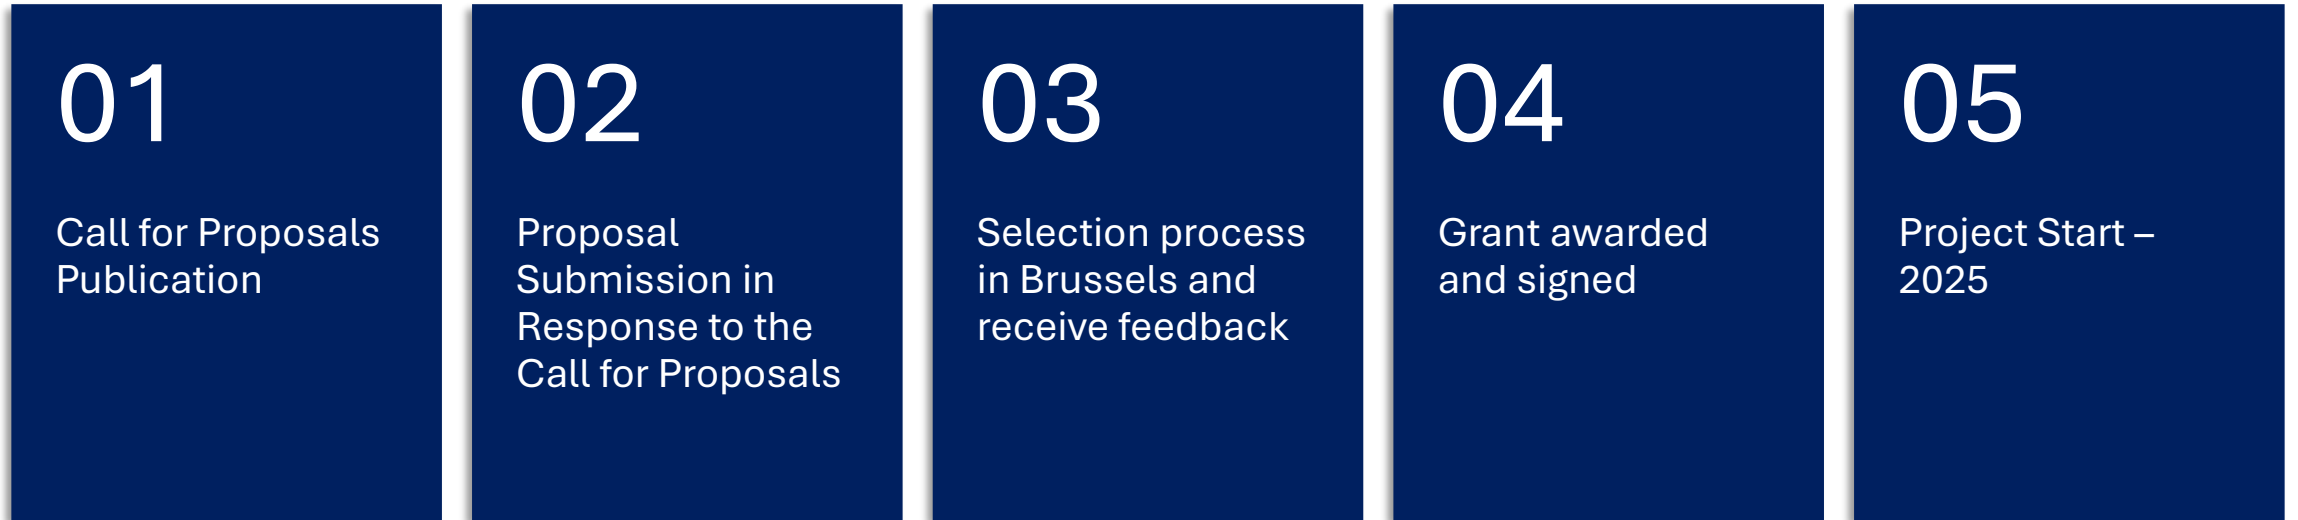 01
Call for Proposals
Publication
02
Proposal
Submission in
Response to the
Call for Proposals
03
Selection process
in Brussels and
receive feedback
04
Grant awarded
and signed
05
Project Start –
2025